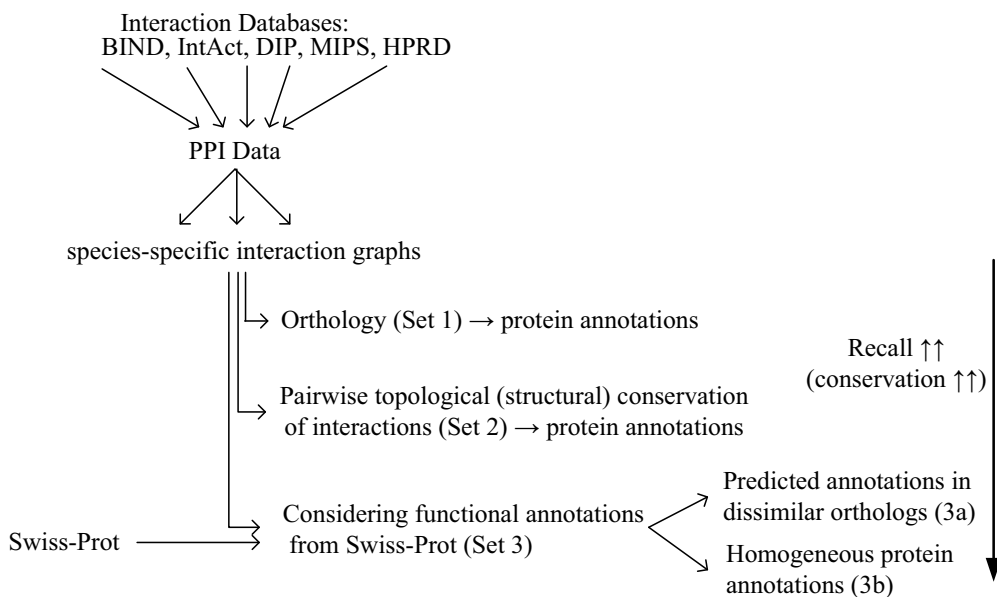 Interaction Databases:
BIND, IntAct, DIP, MIPS, HPRD
PPI Data
species-specific interaction graphs
Orthology (Set 1) → protein annotations
Recall ↑↑
(conservation ↑↑)
Pairwise topological (structural) conservation
of interactions (Set 2) → protein annotations
Predicted annotations in
dissimilar orthologs (3a)
Considering functional annotations
from Swiss-Prot (Set 3)
Swiss-Prot
Homogeneous protein
annotations (3b)